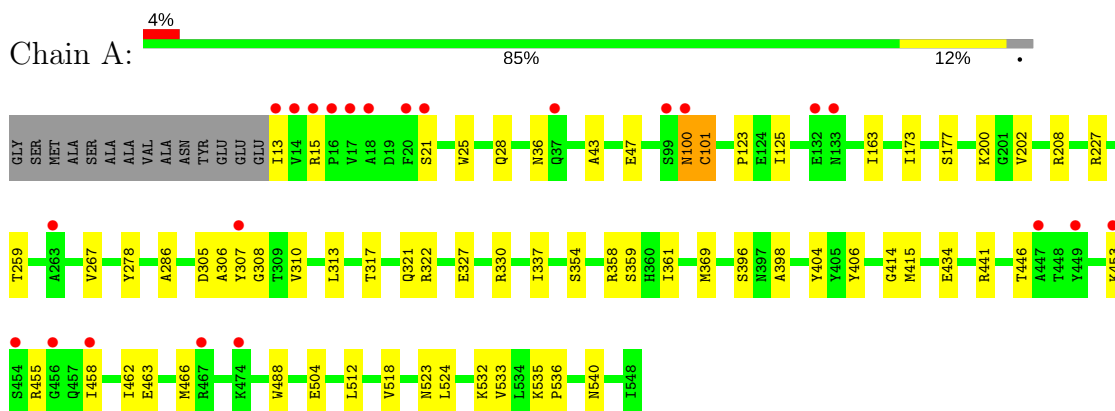 4%
Chain A:
85% 12% •
GLY SER MET ALA SER ALA ALA VAL ALA ASN TYR GLU GLU GLU I13 V14 R15 P16 V17 A18 D19 F20 S21 W25 Q28 N36 Q37 A43 E47 S99 N100 C101 P123 E124 I125 E132 N133 I163 I173 S177 K200 G201 V202 R208 R227
T259 A263 V267 Y278 A286 D305 A306 Y307 G308 T309 V310 L313 T317 Q321 R322 E327 R330 I337 S354 R358 S359 H360 I361 M369 S396 N397 A398 Y404 Y405 Y406 G414 M415 E434 R441 T446 A447 T448 Y449 K453
S454 R455 G456 Q457 I458 I462 E463 M466 R467 K474 W488 E504 L512 V518 N523 L524 K532 V533 L534 K535 P536 N540 I548